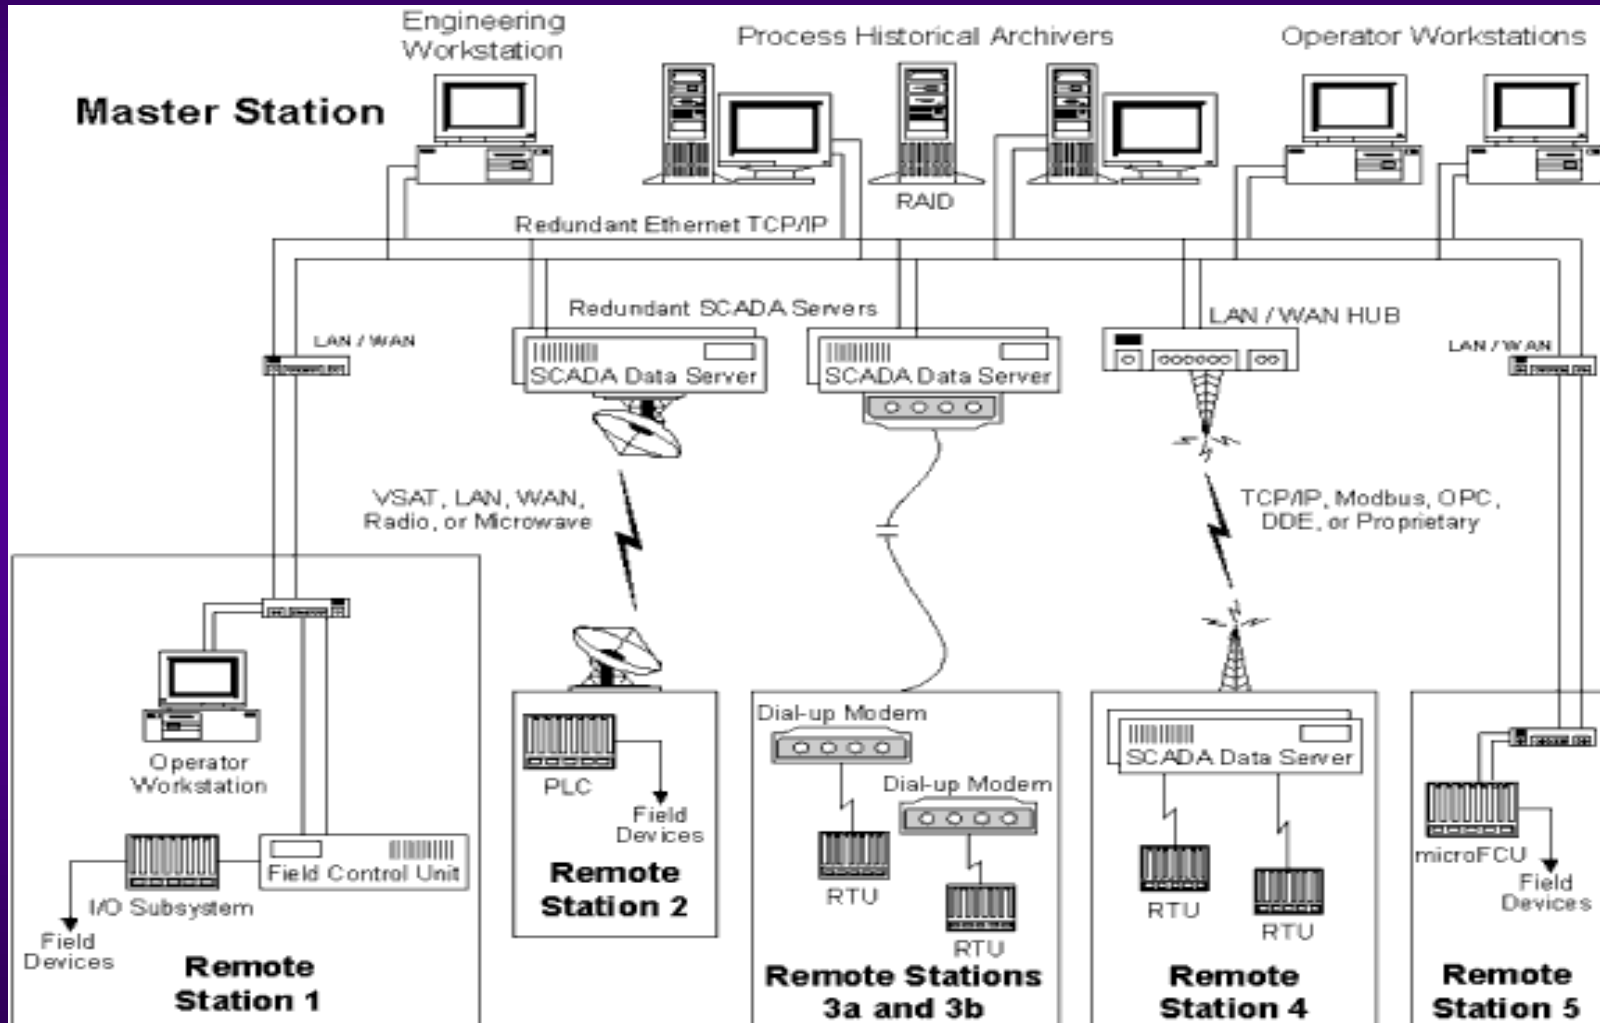 Engineering
Workstation
Process Historical Archivers
Operator Workstations
Master Station
RAID
Redundant Ethernet TCP/IP
Redundant SCADA Servers
LAN / WAN HUB
LAN / WAN
LAN / WAN
SCADA Data Server
SCADA Data Server
VSAT, LAN, WAN,
Radio, or Microwave
TCP/IP, Modbus, OPC,
DDE, or Proprietary
Operator
Workstation
Field Control Unit
I/O Subsystem
Field
Devices
Remote
Station 1
PLC
Field
Devices
Remote
Station 2
Dial-up Modem
Dial-up Modem
RTU
RTU
Remote Stations
3a and 3b
SCADA Data Server
RTU
RTU
Remote
Station 4
microFCU
Field
Devices
Remote
Station 5